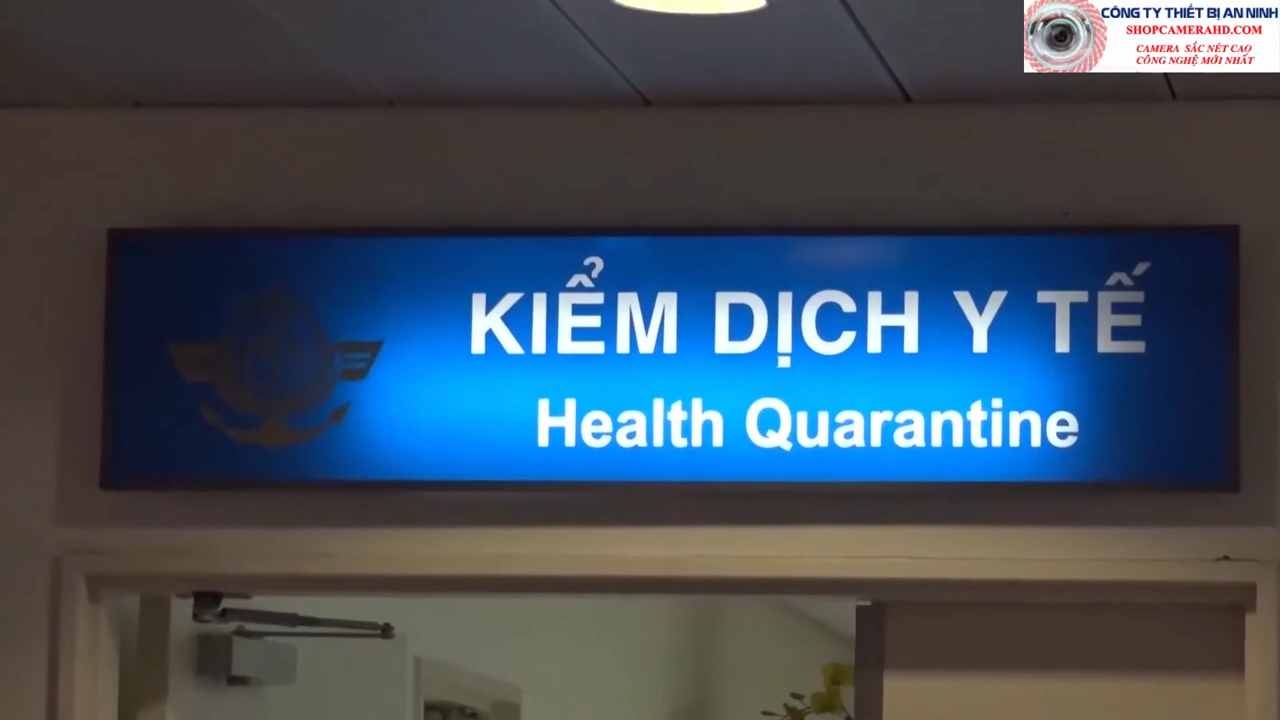 CÔNG TY THIẾT BỊ AN NINH
SHOPCAMERAHD.COM
CAMERA SẮC NÉT CAO
CÔNG NGHỆ MỚI NHẤT
KIỂM DỊCH Y TẾ
Health Quarantine